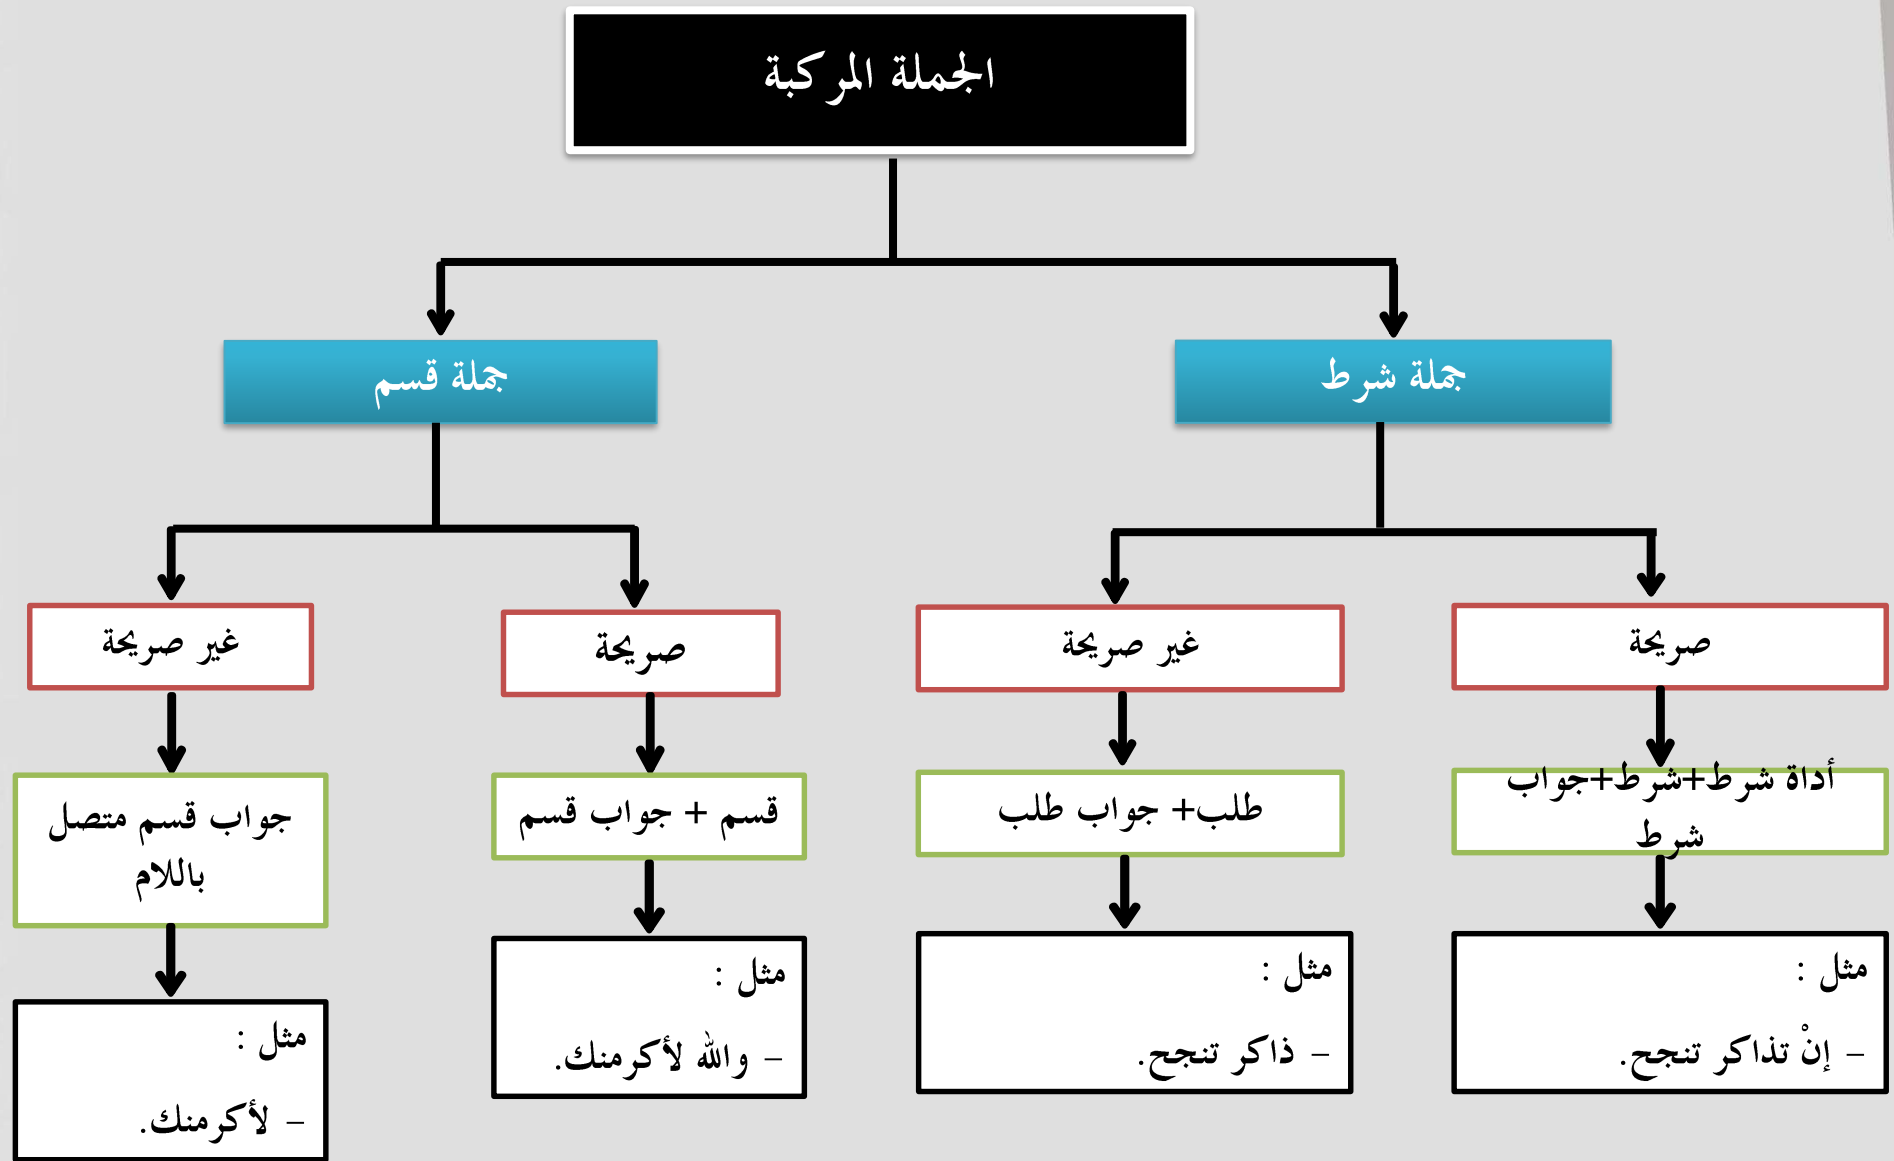 الجملة المركبة
جملة شرط
جملة قسم
صريحة
غير صريحة
صريحة
غير صريحة
أداة شرط+شرط+جواب
شرط
طلب+ جواب طلب
قسم + جواب قسم
جواب قسم متصل
باللام
مثل :
- إنْ تذاكر تنجح.
مثل :
- ذاكر تنجح.
مثل :
- والله لأكرمنك.
مثل :
- لأكرمنك.